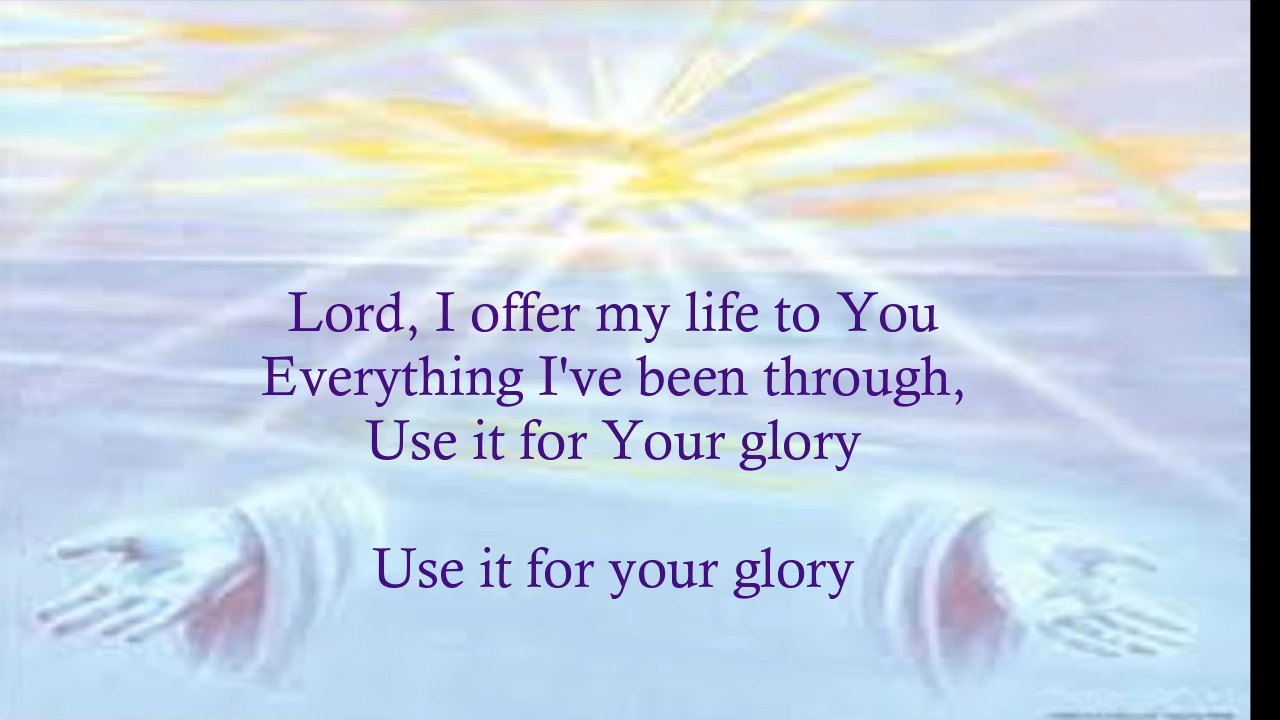 Lord, I offer my life to You
Everything I've been through,
Use it for Your glory
Use it for your glory